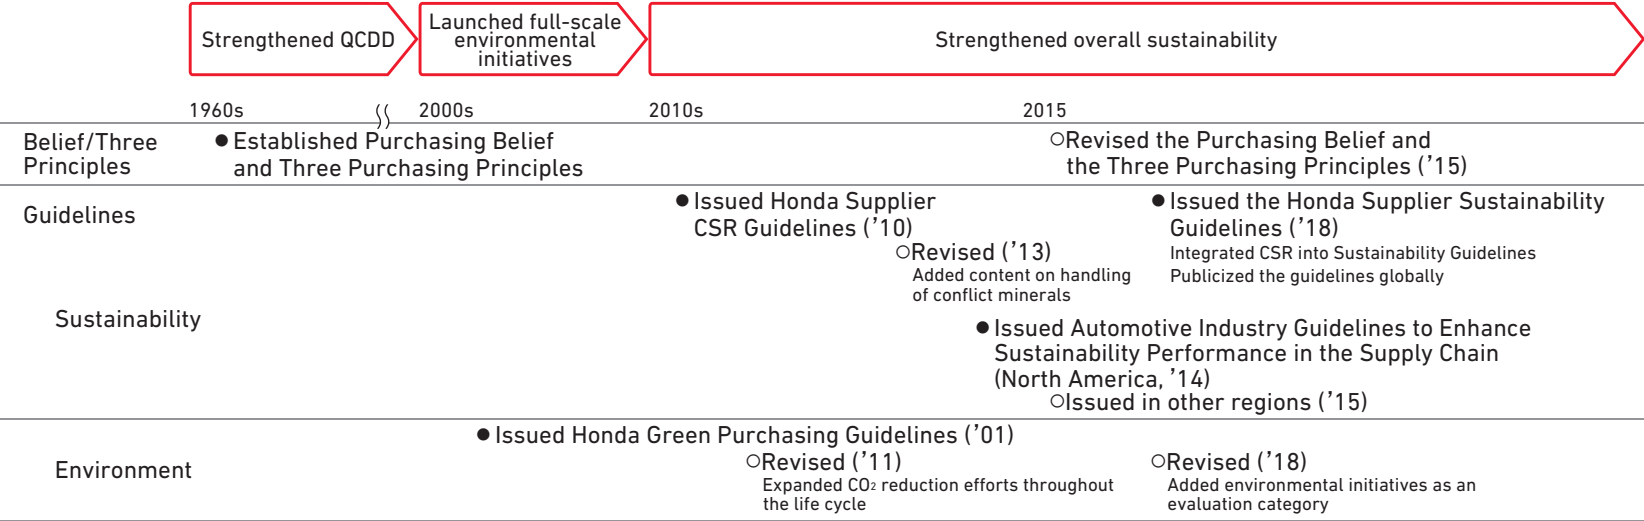 Strengthened QCDD
Launched full-scale
environmental
initiatives
Strengthened overall sustainability
1960s
2000s
2010s
2015
Belief/Three
Principles
● Established Purchasing Belief
and Three Purchasing Principles
○Revised the Purchasing Belief and
the Three Purchasing Principles (’15)
Guidelines
Sustainability
● Issued Honda Supplier
CSR Guidelines (’10)
○Revised (’13)
Added content on handling
of conflict minerals
● Issued the Honda Supplier Sustainability
Guidelines (’18)
Integrated CSR into Sustainability Guidelines
Publicized the guidelines globally
● Issued Automotive Industry Guidelines to Enhance
Sustainability Performance in the Supply Chain
(North America, ’14)
○Issued in other regions (’15)
Environment
● Issued Honda Green Purchasing Guidelines (’01)
○Revised (’11)
Expanded CO₂ reduction efforts throughout
the life cycle
○Revised (’18)
Added environmental initiatives as an
evaluation category